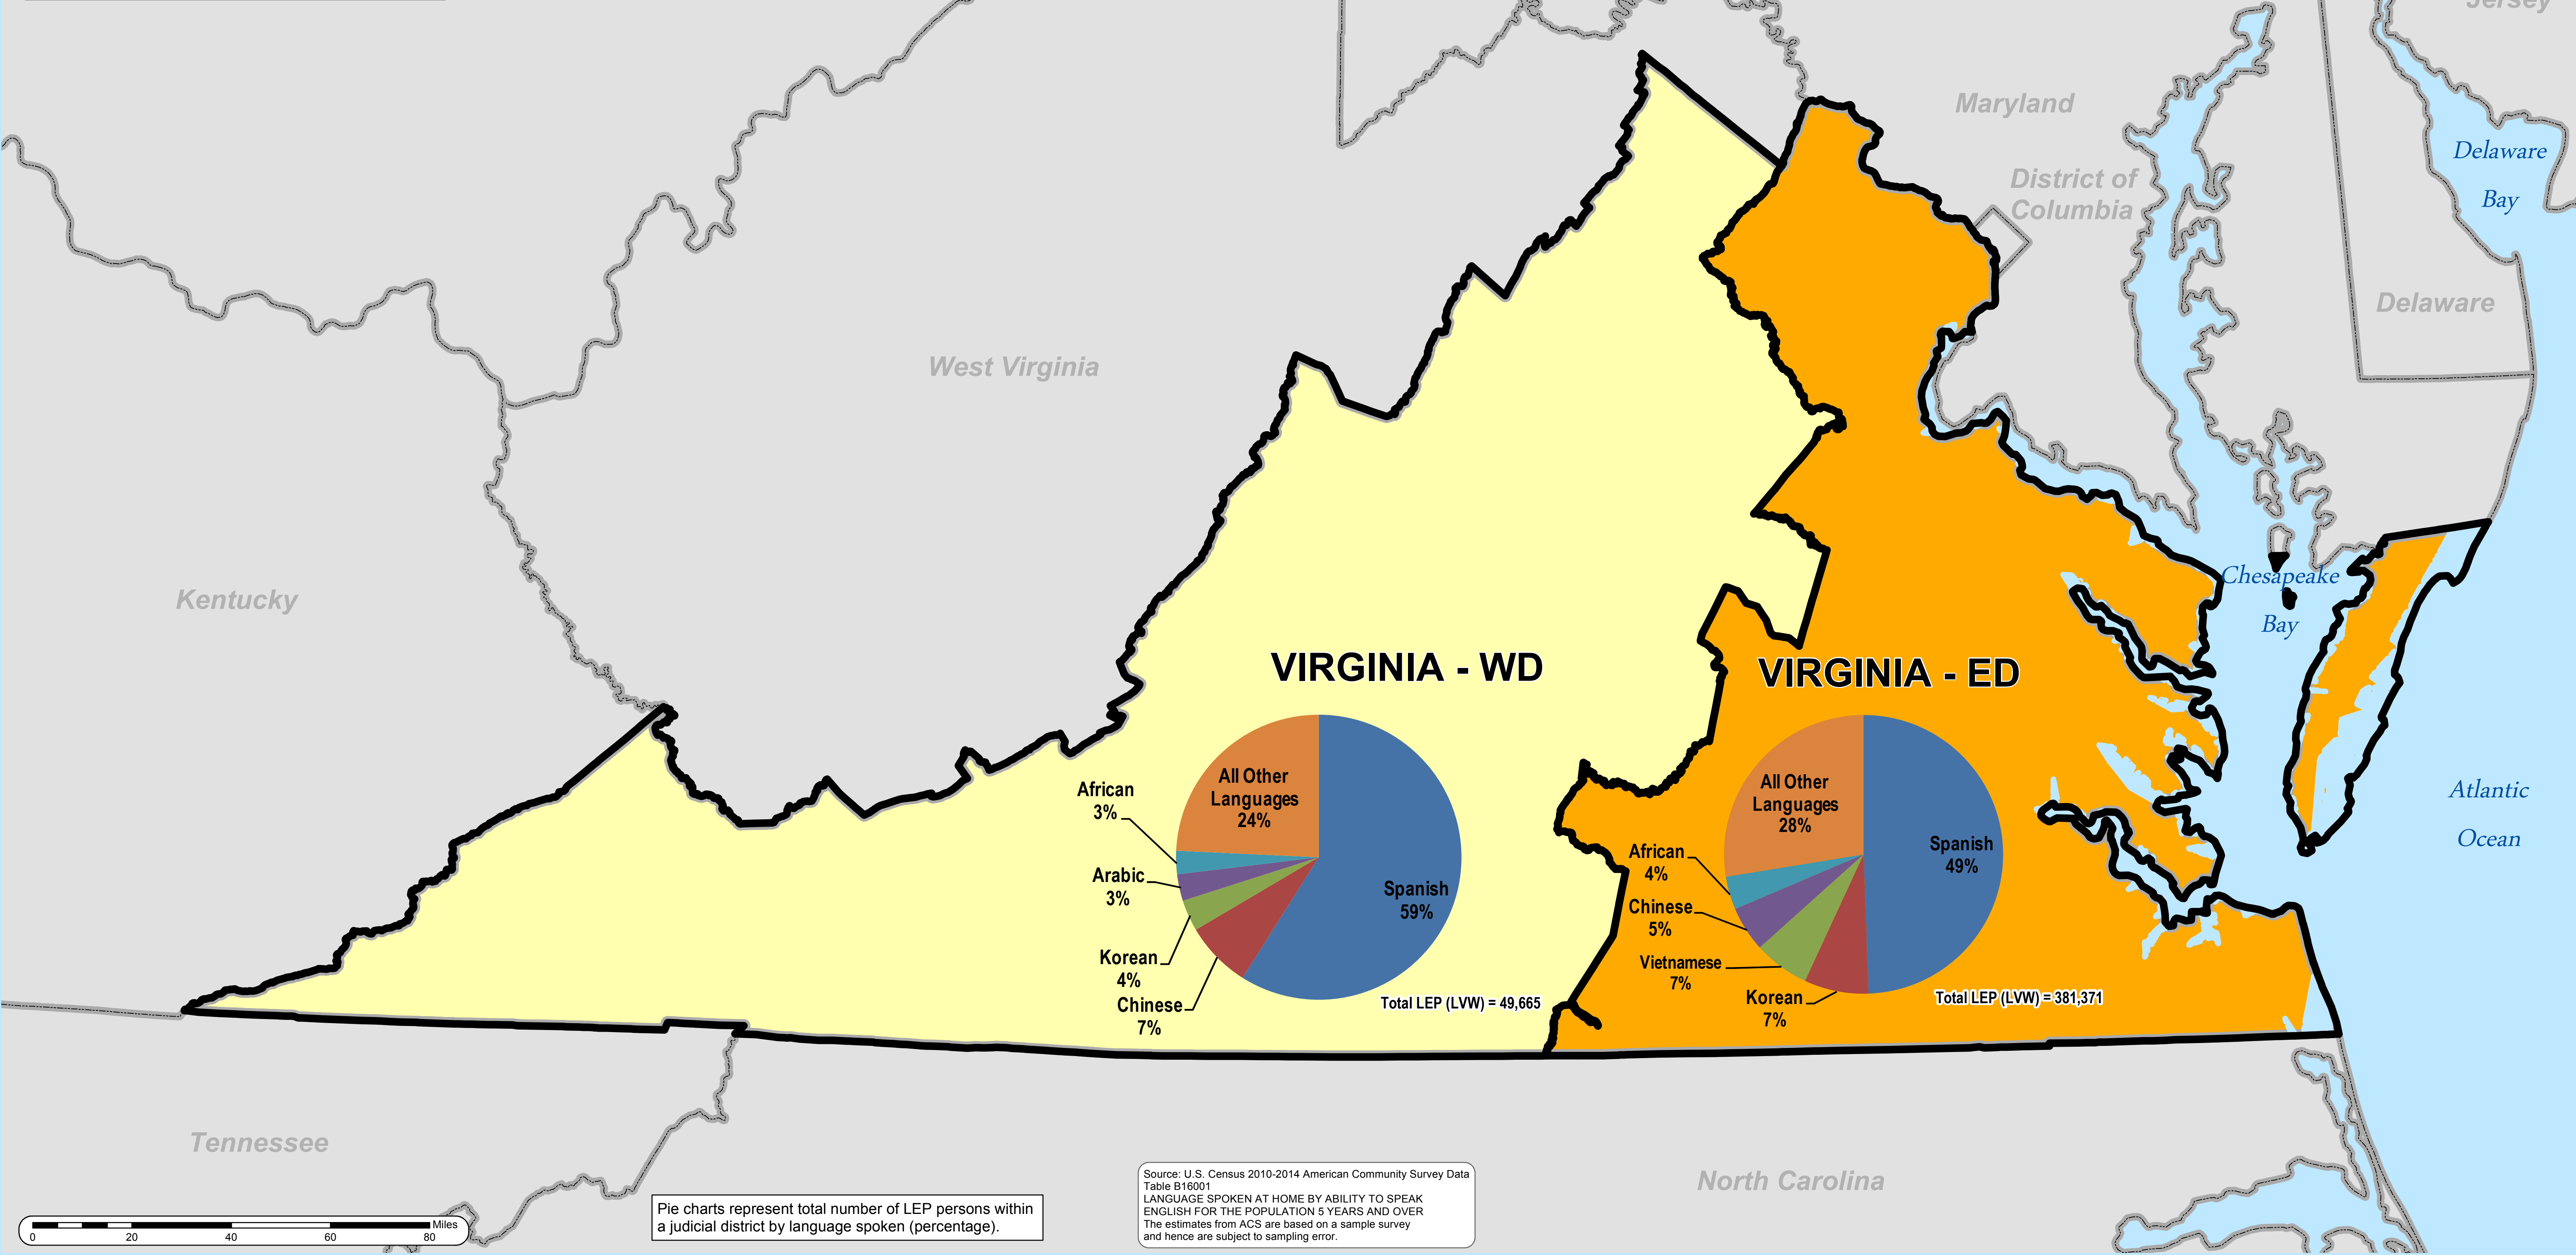 Jersey
Maryland
Delaware
Bay
District of
Columbia
Delaware
West Virginia
Kentucky
Chesapeake
Bay
VIRGINIA - WD
VIRGINIA - ED
All Other
Languages
24%
African
3%
Arabic
3%
Korean
4%
Chinese
7%
Spanish
59%
Total LEP (LVW) = 49,665
All Other
Languages
28%
African
4%
Chinese
5%
Vietnamese
7%
Korean
7%
Spanish
49%
Total LEP (LVW) = 381,371
Atlantic
Ocean
Tennessee
North Carolina
Miles
0 20 40 60 80
Pie charts represent total number of LEP persons within
a judicial district by language spoken (percentage).
Source: U.S. Census 2010-2014 American Community Survey Data
Table B16001
LANGUAGE SPOKEN AT HOME BY ABILITY TO SPEAK
ENGLISH FOR THE POPULATION 5 YEARS AND OVER
The estimates from ACS are based on a sample survey
and hence are subject to sampling error.